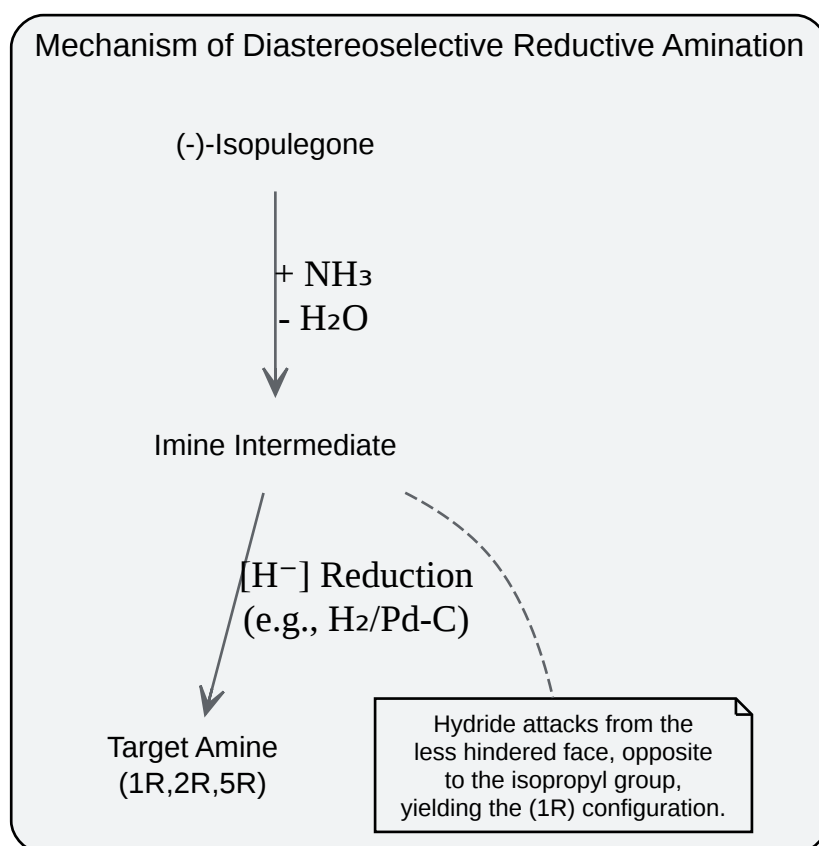 Mechanism of Diastereoselective Reductive Amination
(-)-Isopulegone
+ NH₃
- H₂O
Imine Intermediate
[H⁻] Reduction
(e.g., H₂/Pd-C)
Target Amine
(1R,2R,5R)
Hydride attacks from the
less hindered face, opposite
to the isopropyl group,
yielding the (1R) configuration.